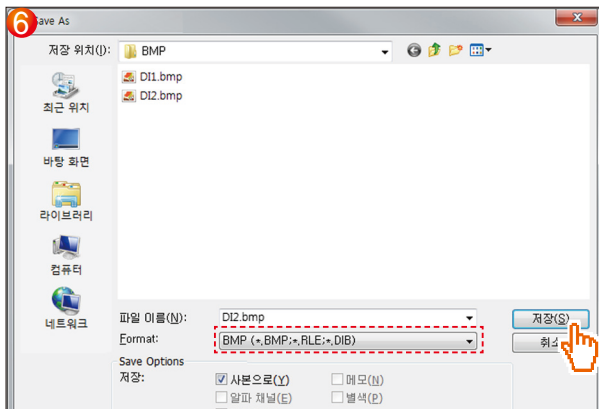 6
Save As
저장 위치(I): BMP
DI1.bmp
DI2.bmp
최근 위치
바탕 화면
라이브러리
컴퓨터
네트워크
파일 이름(N): DI2.bmp 저장(S)
Format: BMP (*,BMP;*,RLE;*,DIB)
Save Options
저장: 사본으로(Y) 메모(N)
알파 채널(E) 별색(P)